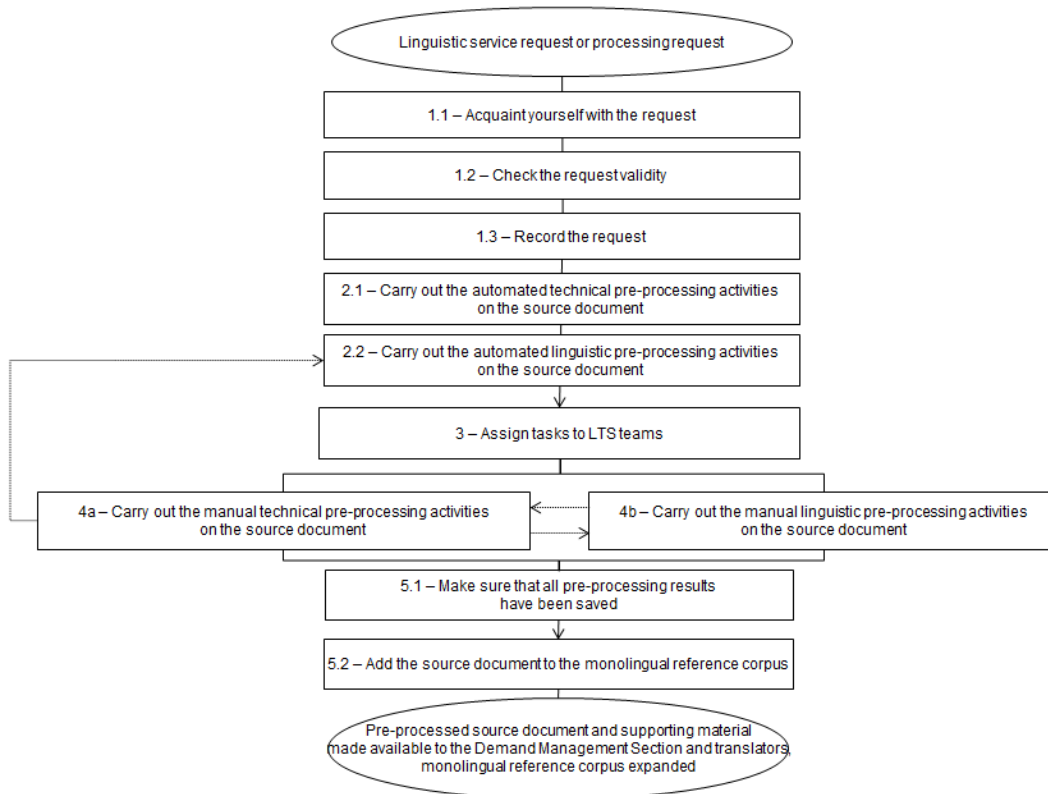 Linguistic service request or processing request
1.1 – Acquaint yourself with the request
1.2 – Check the request validity
1.3 – Record the request
2.1 – Carry out the automated technical pre-processing activities
on the source document
2.2 – Carry out the automated linguistic pre-processing activities
on the source document
3 – Assign tasks to LTS teams
4a – Carry out the manual technical pre-processing activities
on the source document
4b – Carry out the manual linguistic pre-processing activities
on the source document
5.1 – Make sure that all pre-processing results
have been saved
5.2 – Add the source document to the monolingual reference corpus
Pre-processed source document and supporting material
made available to the Demand Management Section and translators,
monolingual reference corpus expanded